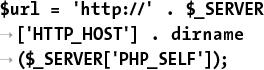 $url = 'http://' . $_SERVER
→ ['HTTP_HOST'] . dirname
→ ($_SERVER['PHP_SELF']);